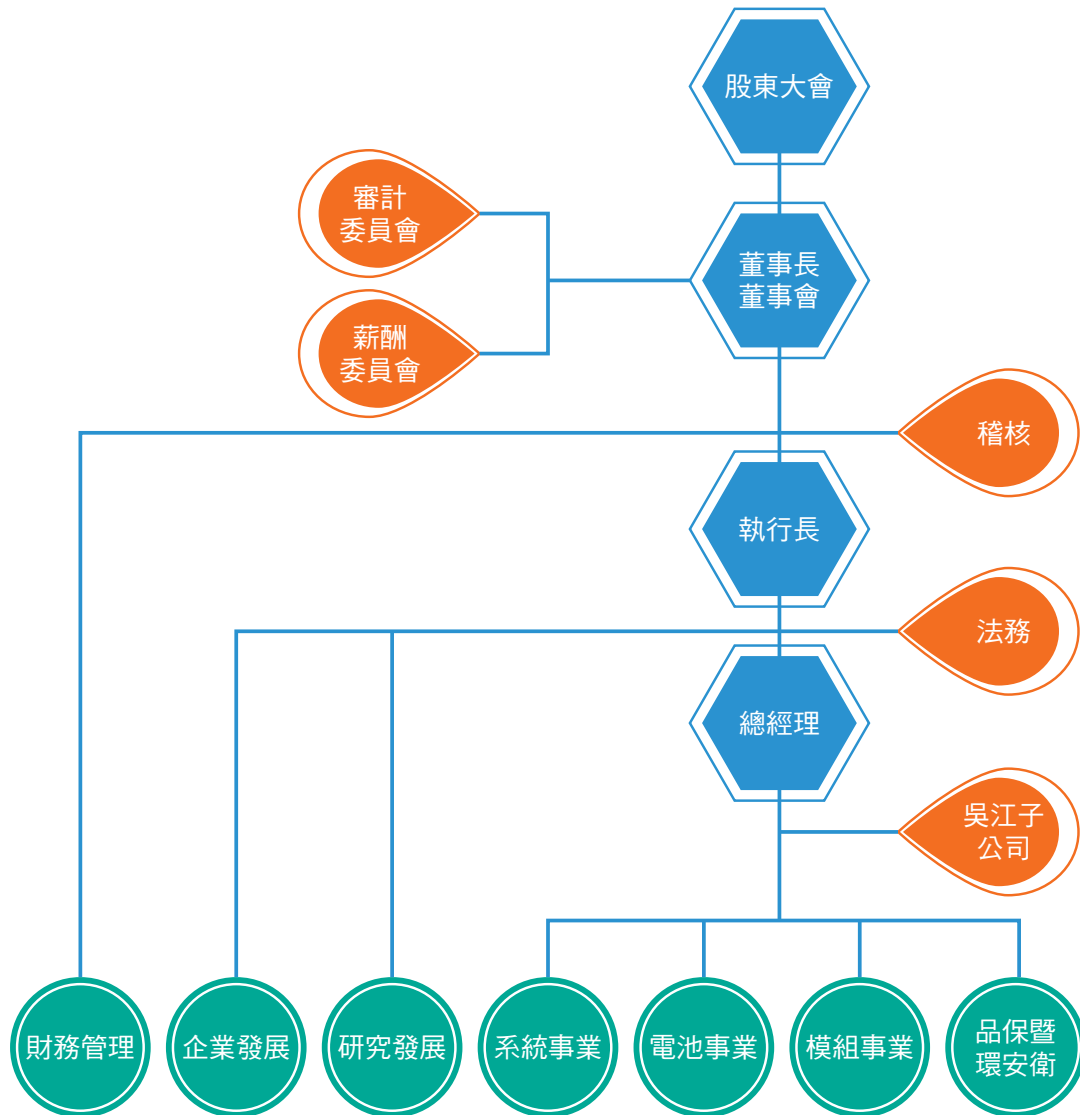 股東大會
審計
委員會
董事長
董事會
薪酬
委員會
稽核
執行長
法務
總經理
吳江子
公司
財務管理
企業發展
研究發展
系統事業
電池事業
模組事業
品保暨
環安衛